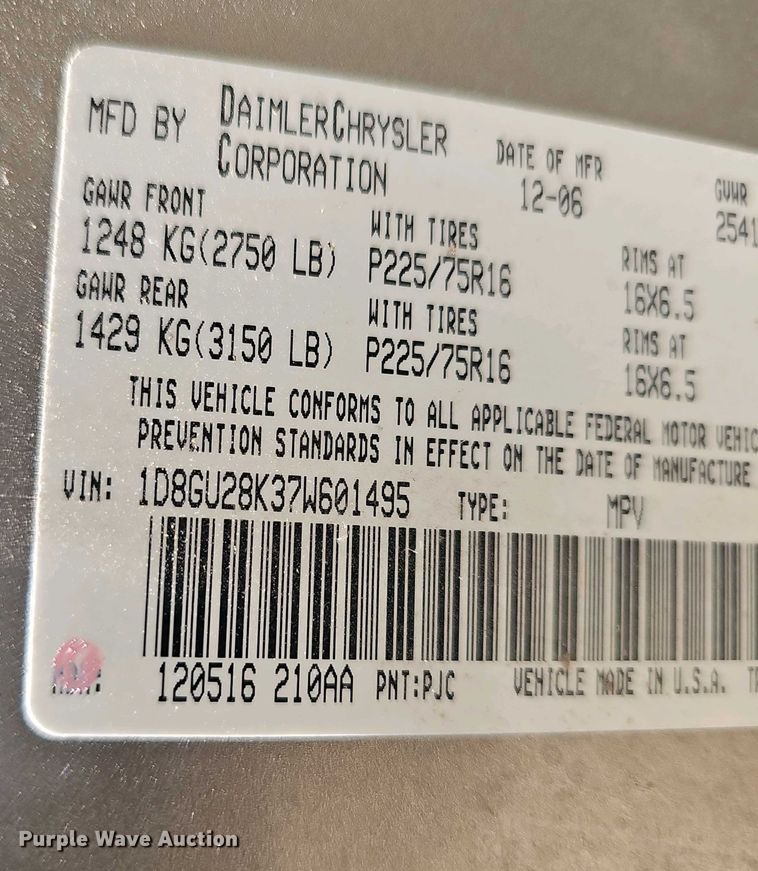 MFD BY DAIMLERCHRYSLER CORPORATION
DATE OF MFR 12-06
GVWR 2541
GAWR FRONT
1248 KG(2750 LB)
WITH TIRES
P225/75R16
RIMS AT
16X6.5
GAWR REAR
1429 KG(3150 LB)
WITH TIRES
P225/75R16
RIMS AT
16X6.5
THIS VEHICLE CONFORMS TO ALL APPLICABLE FEDERAL MOTOR VEHIC
PREVENTION STANDARDS IN EFFECT ON THE DATE OF MANUFACTURE
VIN: 1D8GU28K37W601495 TYPE: MPV
120516 210AA PNT:PJC VEHICLE MADE IN U.S.A.
Purple Wave Auction